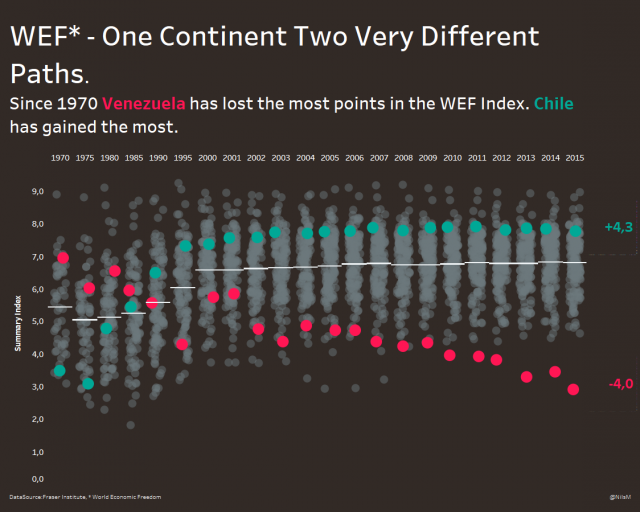 WEF* - One Continent Two Very Different
Paths.
Since 1970 Venezuela has lost the most points in the WEF Index. Chile
has gained the most.
1970 1975 1980 1985 1990 1995 2000 2001 2002 2003 2004 2005 2006 2007 2008 2009 2010 2012 2013 2014 2015
9,0
8,0
+4,3
7,0
6,0
5,0
4,0
3,0
-4,0
2,0
1,0
0,0
Summary Index
DataSource:Fraser Institute, * World Economic Freedom
@NilsM